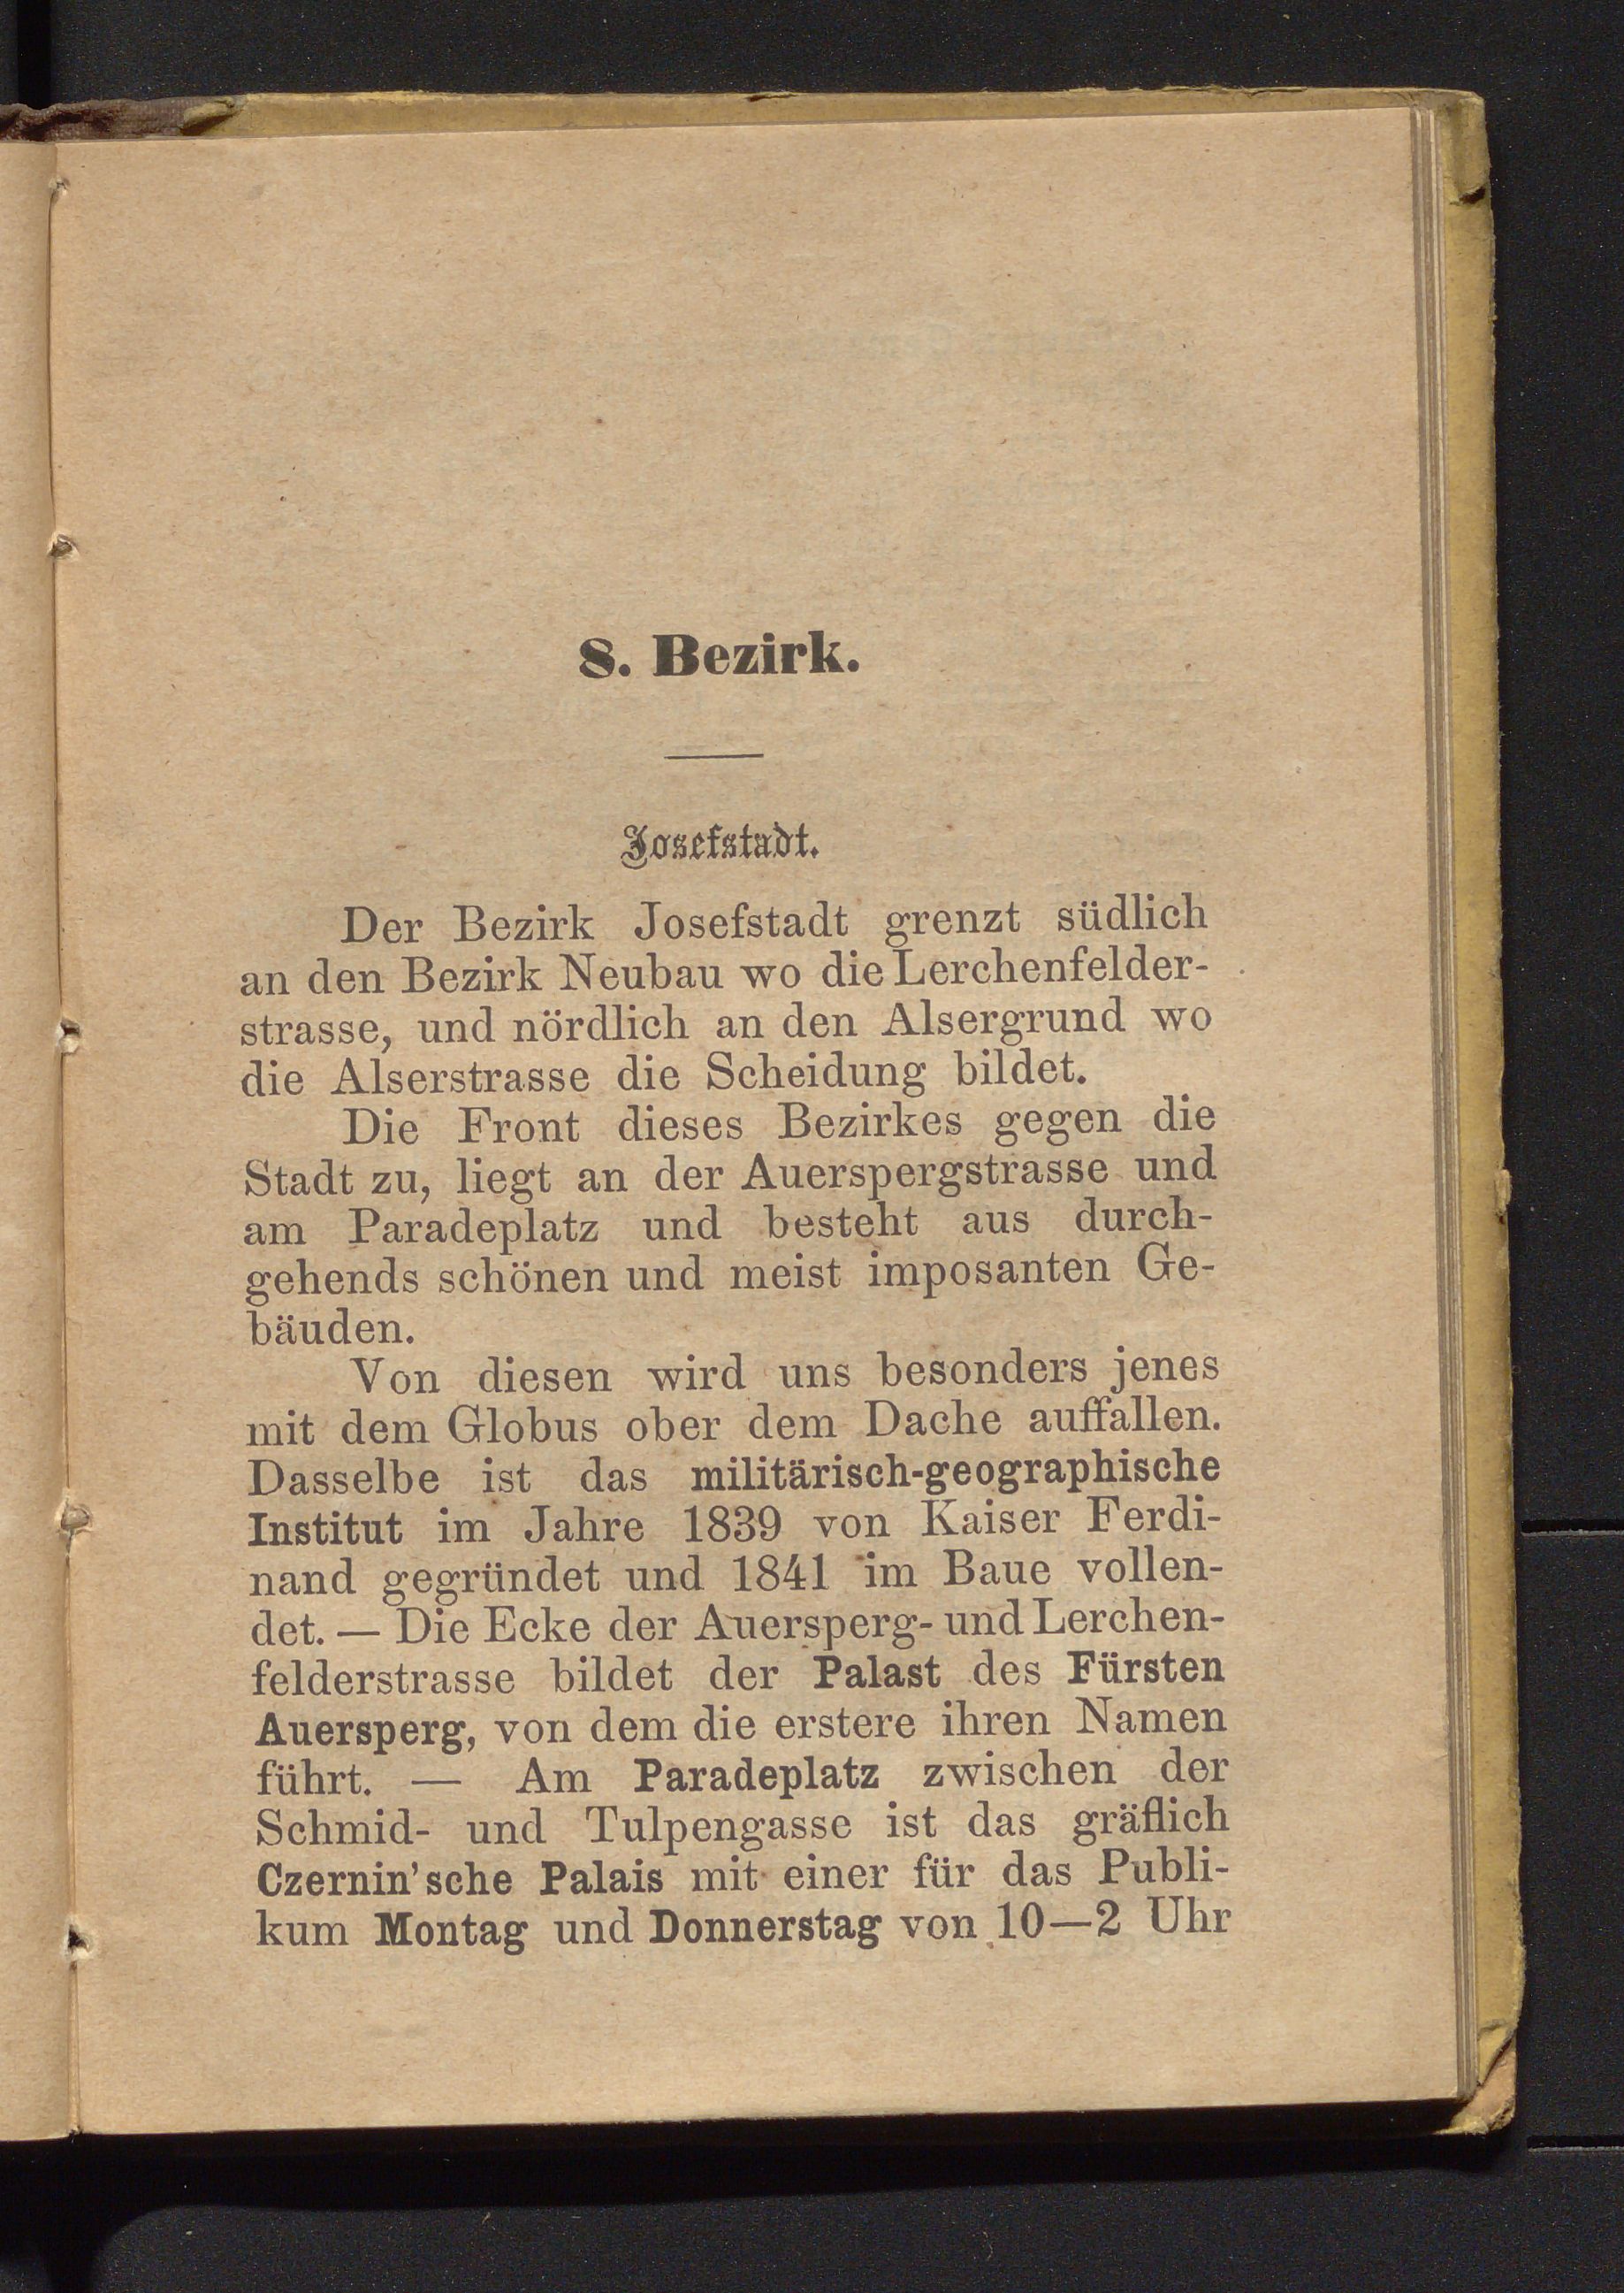 8. Bezirk.
Josefstadt.
Der Bezirk Josefstadt grenzt südlich
an den Bezirk Neubau wo die Lerchenfelder-
strasse, und nördlich an den Alsergrund wo
die Alserstrasse die Scheidung bildet.
Die Front dieses Bezirkes gegen die
Stadt zu, liegt an der Auerspergstrasse und
am Paradeplatz und besteht aus durch-
gehends schönen und meist imposanten Ge-
bäuden.
Von diesen wird uns besonders jenes
mit dem Globus ober dem Dache auffallen.
Dasselbe ist das militärisch-geographische
Institut im Jahre 1839 von Kaiser Ferdi-
nand gegründet und 1841 im Baue vollen-
det. — Die Ecke der Auersperg- und Lerchen-
felderstrasse bildet der Palast des Fürsten
Auersperg, von dem die erstere ihren Namen
führt. — Am Paradeplatz zwischen der
Schmid- und Tulpengasse ist das gräflich
Czernin'sche Palais mit einer für das Publi-
kum Montag und Donnerstag von 10—2 Uhr